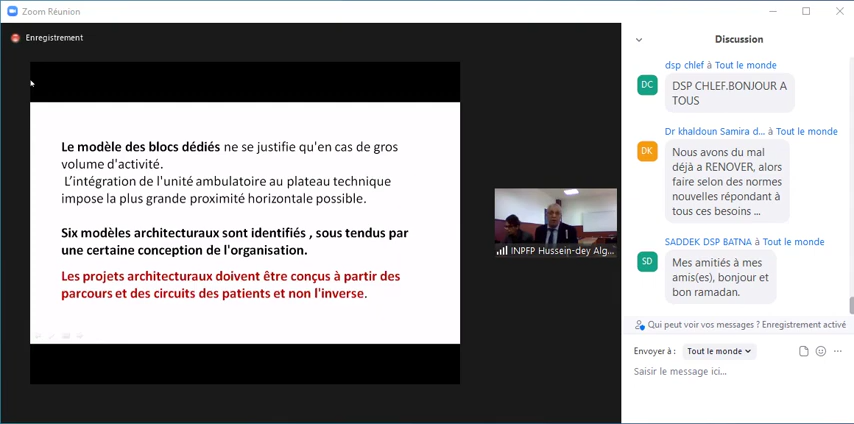 Zoom Réunion
Enregistrement
Le modèle des blocs dédiés ne se justifie qu'en cas de gros
volume d'activité.
L'intégration de l'unité ambulatoire au plateau technique
impose la plus grande proximité horizontale possible.
Six modèles architecturaux sont identifiés , sous tendus par
une certaine conception de l'organisation.
Les projets architecturaux doivent être conçus à partir des
parcours et des circuits des patients et non l'inverse.
INPFP Hussein-dey Alg...
Discussion
dsp chlef à Tout le monde
DC
DSP CHLEF.BONJOUR A
TOUS
Dr khaldoun Samira d... à Tout le monde
DK
Nous avons du mal
déjà a RENOVER, alors
faire selon des normes
nouvelles répondant à
tous ces besoins ...
SADDEK DSP BATNA à Tout le monde
SD
Mes amitiés à mes
amis(es), bonjour et
bon ramadan.
Qui peut voir vos messages ? Enregistrement activé
Envoyer à : Tout le monde
Saisir le message ici...